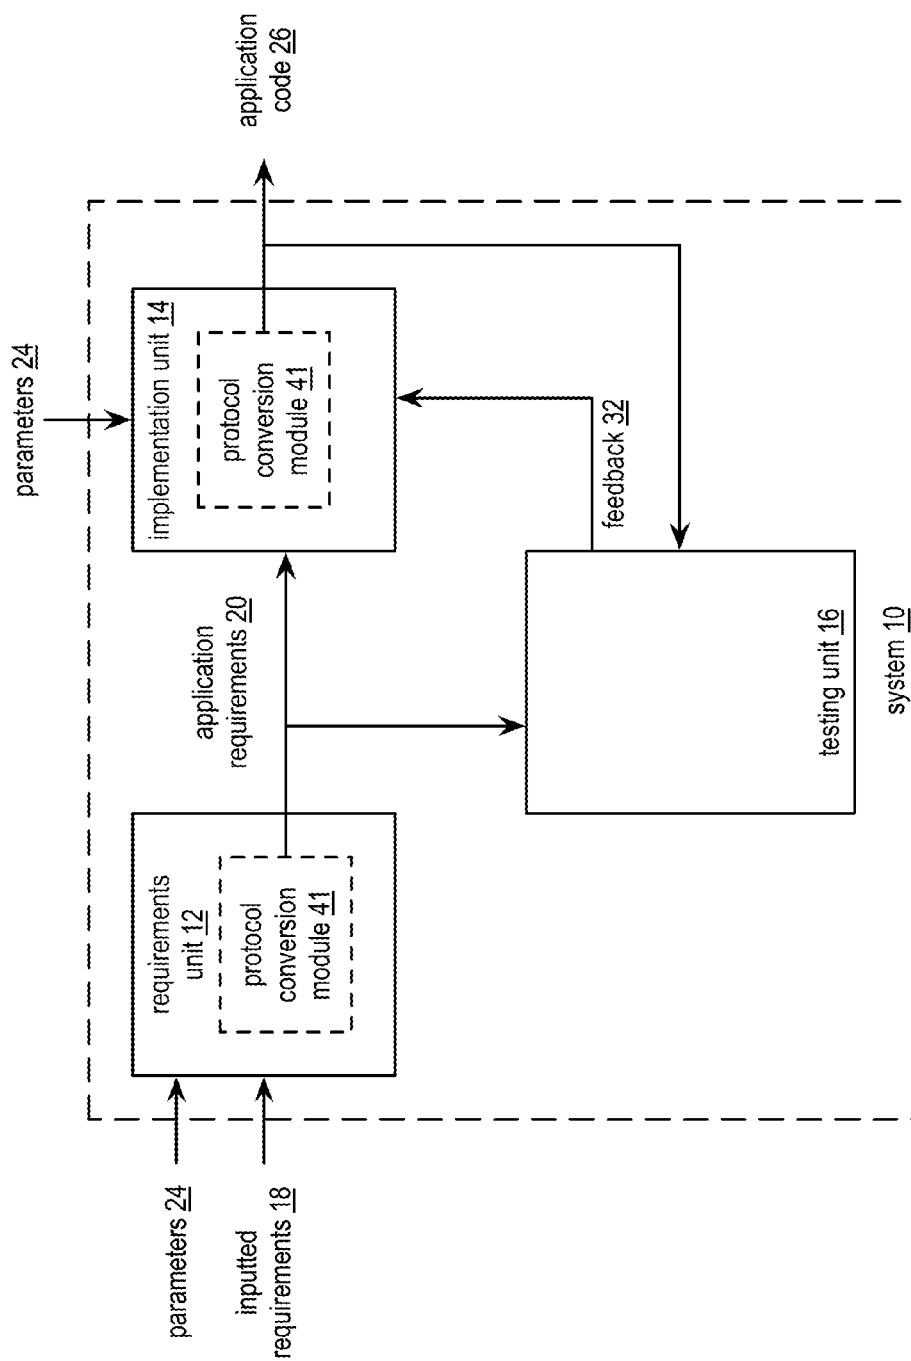 parameters 24
inputted
requirements 18
requirements
unit 12
protocol
conversion
module 41
application
requirements 20
parameters 24
implementation unit 14
protocol
conversion
module 41
application
code 26
feedback 32
testing unit 16
system 10